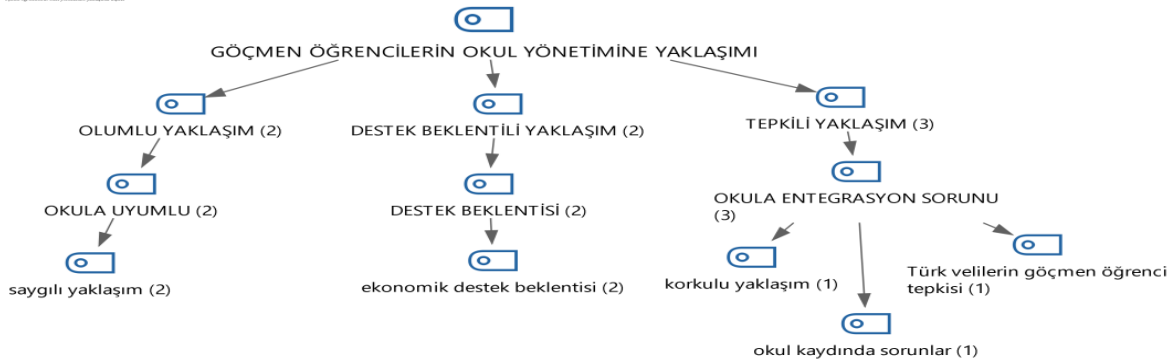 GÖÇMEN ÖĞRENCİLERİN OKUL YÖNETİMİNE YAKLAŞIMI
OLUMLU YAKLAŞIM (2)
DESTEK BEKLENTİLİ YAKLAŞIM (2)
TEPKİLİ YAKLAŞIM (3)
OKULA UYUMLU (2)
DESTEK BEKLENTİSİ (2)
OKULA ENTEGRASYON SORUNU
(3)
saygılı yaklaşım (2)
ekonomik destek beklentisi (2)
korkulu yaklaşım (1)
Türk velilerin göçmen öğrenci
tepkisi (1)
okul kaydında sorunlar (1)